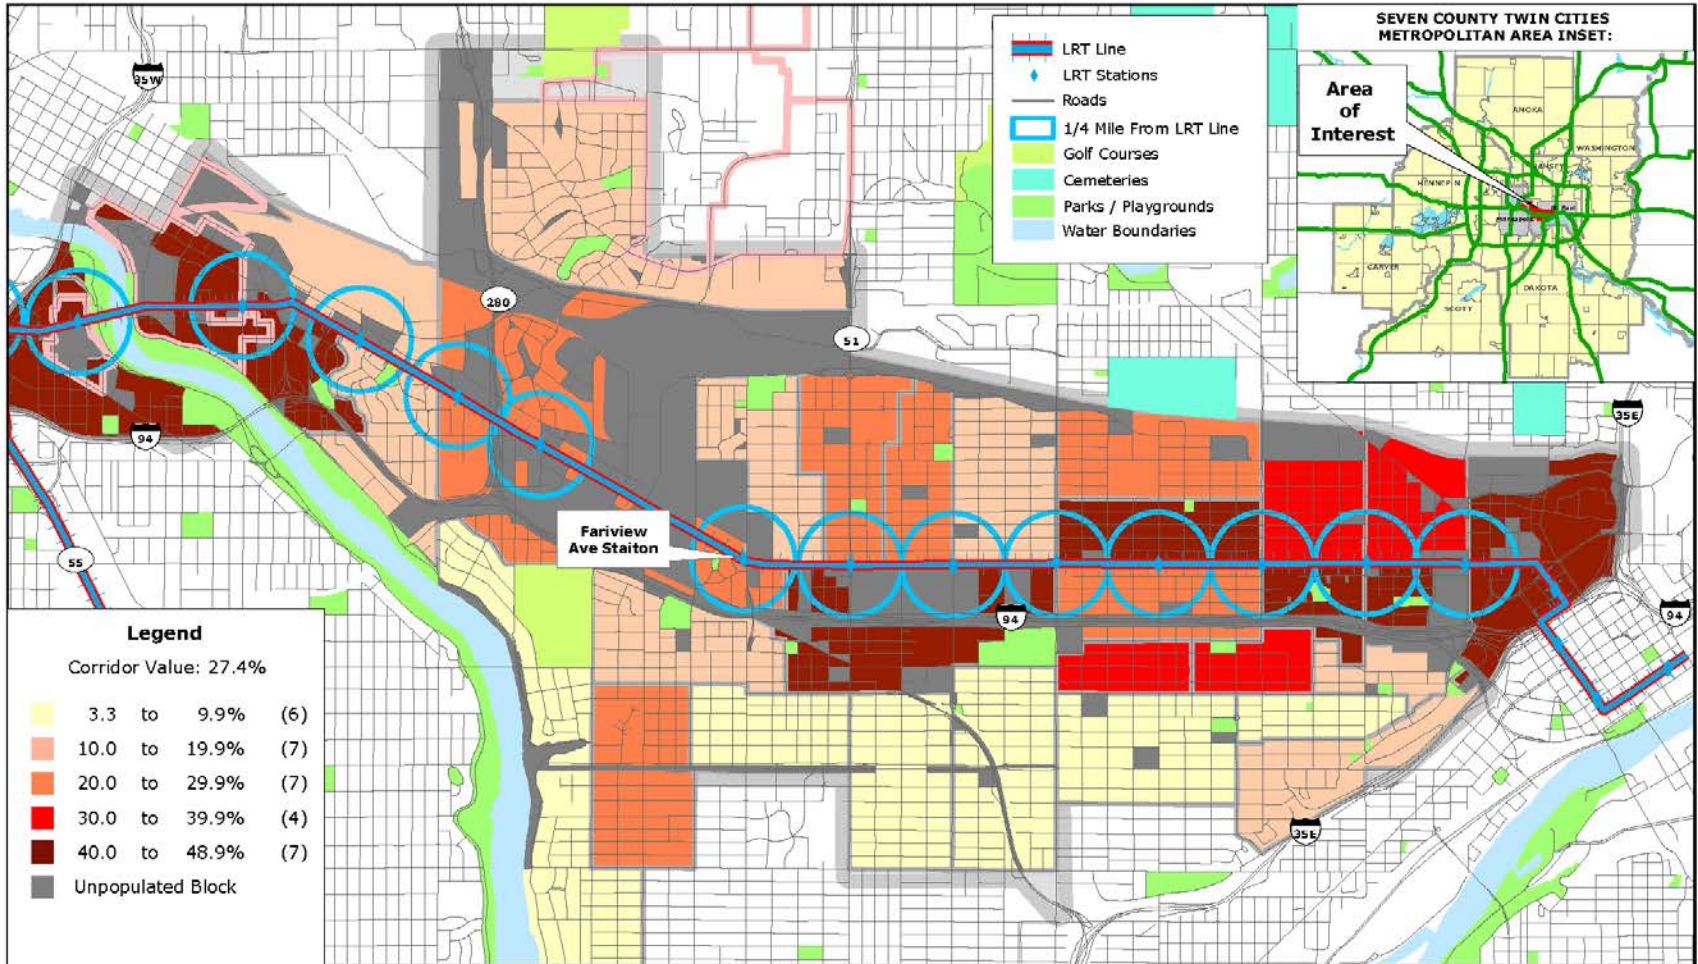 SEVEN COUNTY TWIN CITIES
METROPOLITAN AREA INSET:
LRT Line
LRT Stations
Roads
1/4 Mile From LRT Line
Golf Courses
Cemeteries
Parks / Playgrounds
Water Boundaries
Area
of
Interest
ANOKA
WASHINGTON
RAMSEY
HENNEPIN
CARVER
SCOTT
DAKOTA
35W
280
51
94
35E
Fariview
Ave Staiton
55
94
94
35E
Legend
Corridor Value: 27.4%
3.3 to 9.9% (6)
10.0 to 19.9% (7)
20.0 to 29.9% (7)
30.0 to 39.9% (4)
40.0 to 48.9% (7)
Unpopulated Block